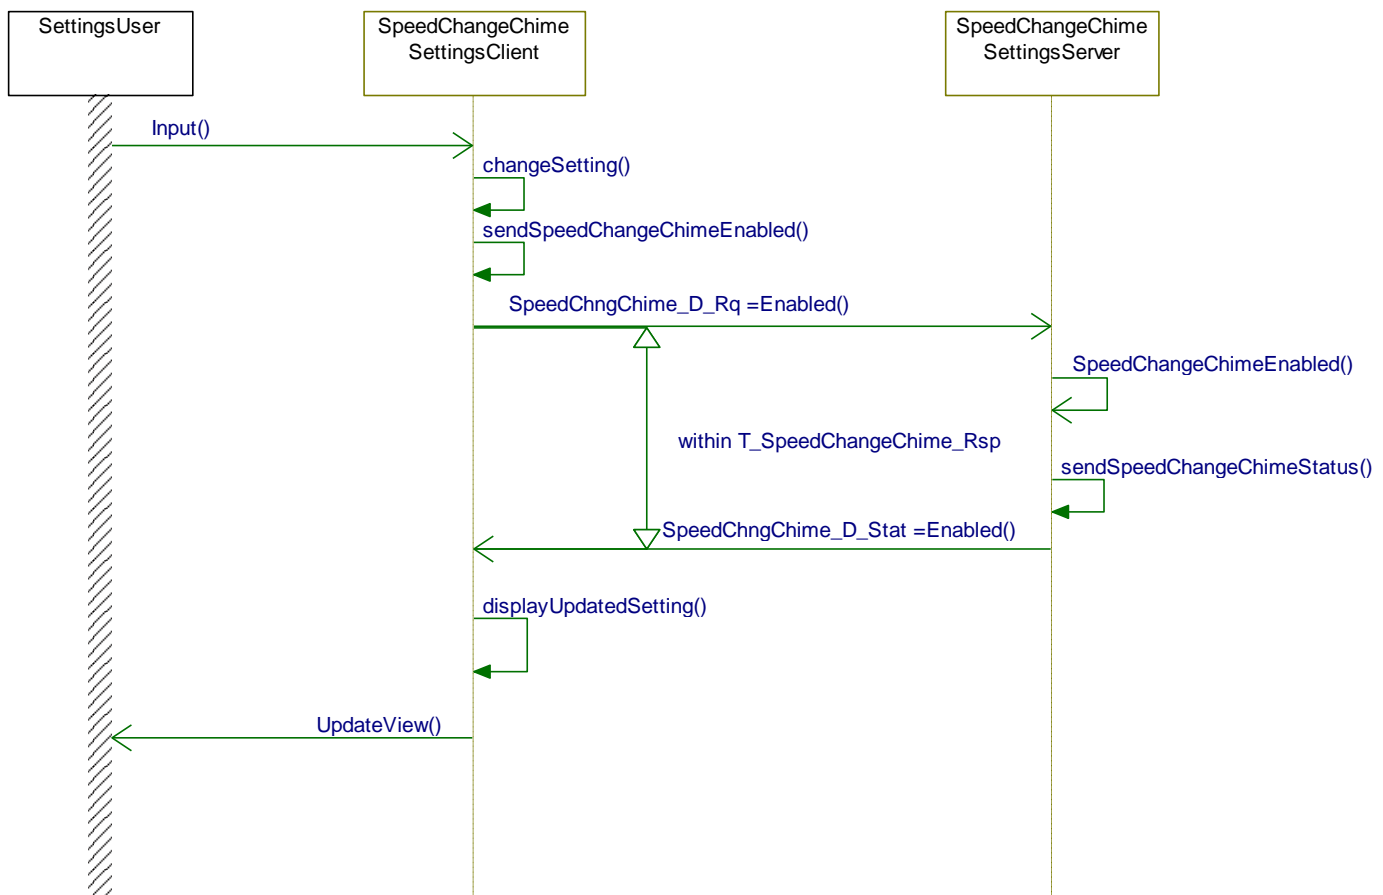 SettingsUser
SpeedChangeChime
SettingsClient
SpeedChangeChime
SettingsServer
Input()
changeSetting()
sendSpeedChangeChimeEnabled()
SpeedChngChime_D_Rq =Enabled()
SpeedChangeChimeEnabled()
within T_SpeedChangeChime_Rsp
sendSpeedChangeChimeStatus()
SpeedChngChime_D_Stat =Enabled()
displayUpdatedSetting()
UpdateView()